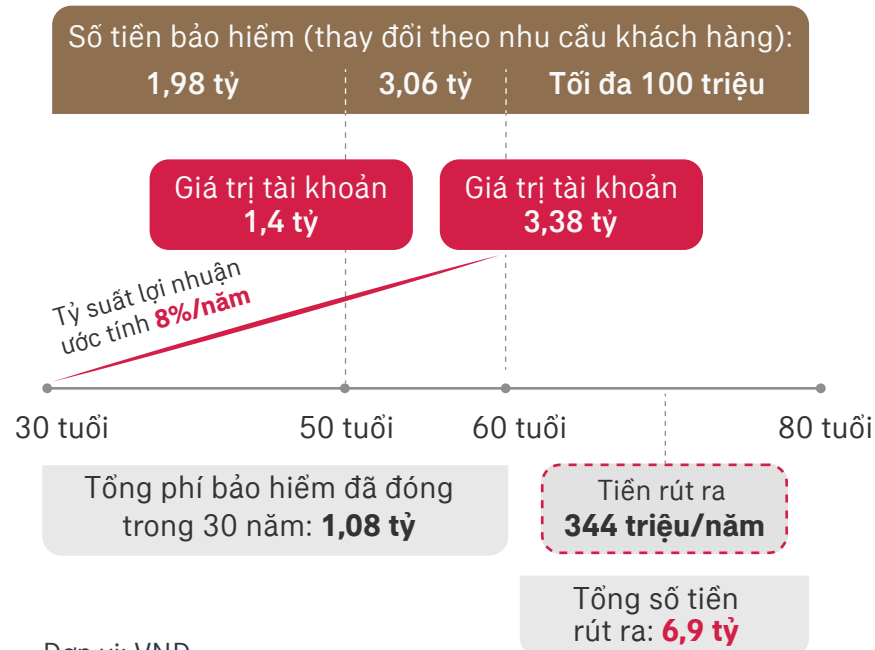 Số tiền bảo hiểm (thay đổi theo nhu cầu khách hàng):
1,98 tỷ
3,06 tỷ
Tối đa 100 triệu
Giá trị tài khoản
1,4 tỷ
Giá trị tài khoản
3,38 tỷ
Tỷ suất lợi nhuận
ước tính 8%/năm
30 tuổi
50 tuổi
60 tuổi
80 tuổi
Tổng phí bảo hiểm đã đóng
trong 30 năm: 1,08 tỷ
Tiền rút ra
344 triệu/năm
Tổng số tiền
rút ra: 6,9 tỷ
Đơn vị: VND